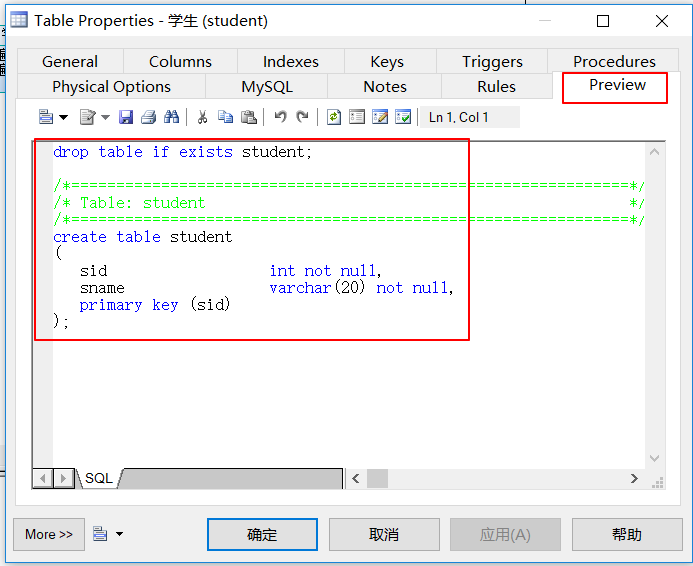 Table Properties - 学生 (student)
General
Columns
Indexes
Keys
Triggers
Procedures
Physical Options
MySQL
Notes
Rules
Preview
Ln 1, Col 1
drop table if exists student;
/*==============================================================*/
/* Table: student                                               */
/*==============================================================*/
create table student
(
   sid                  int not null,
   sname                varchar(20) not null,
   primary key (sid)
);
SQL
More >>
确定
取消
应用(A)
帮助